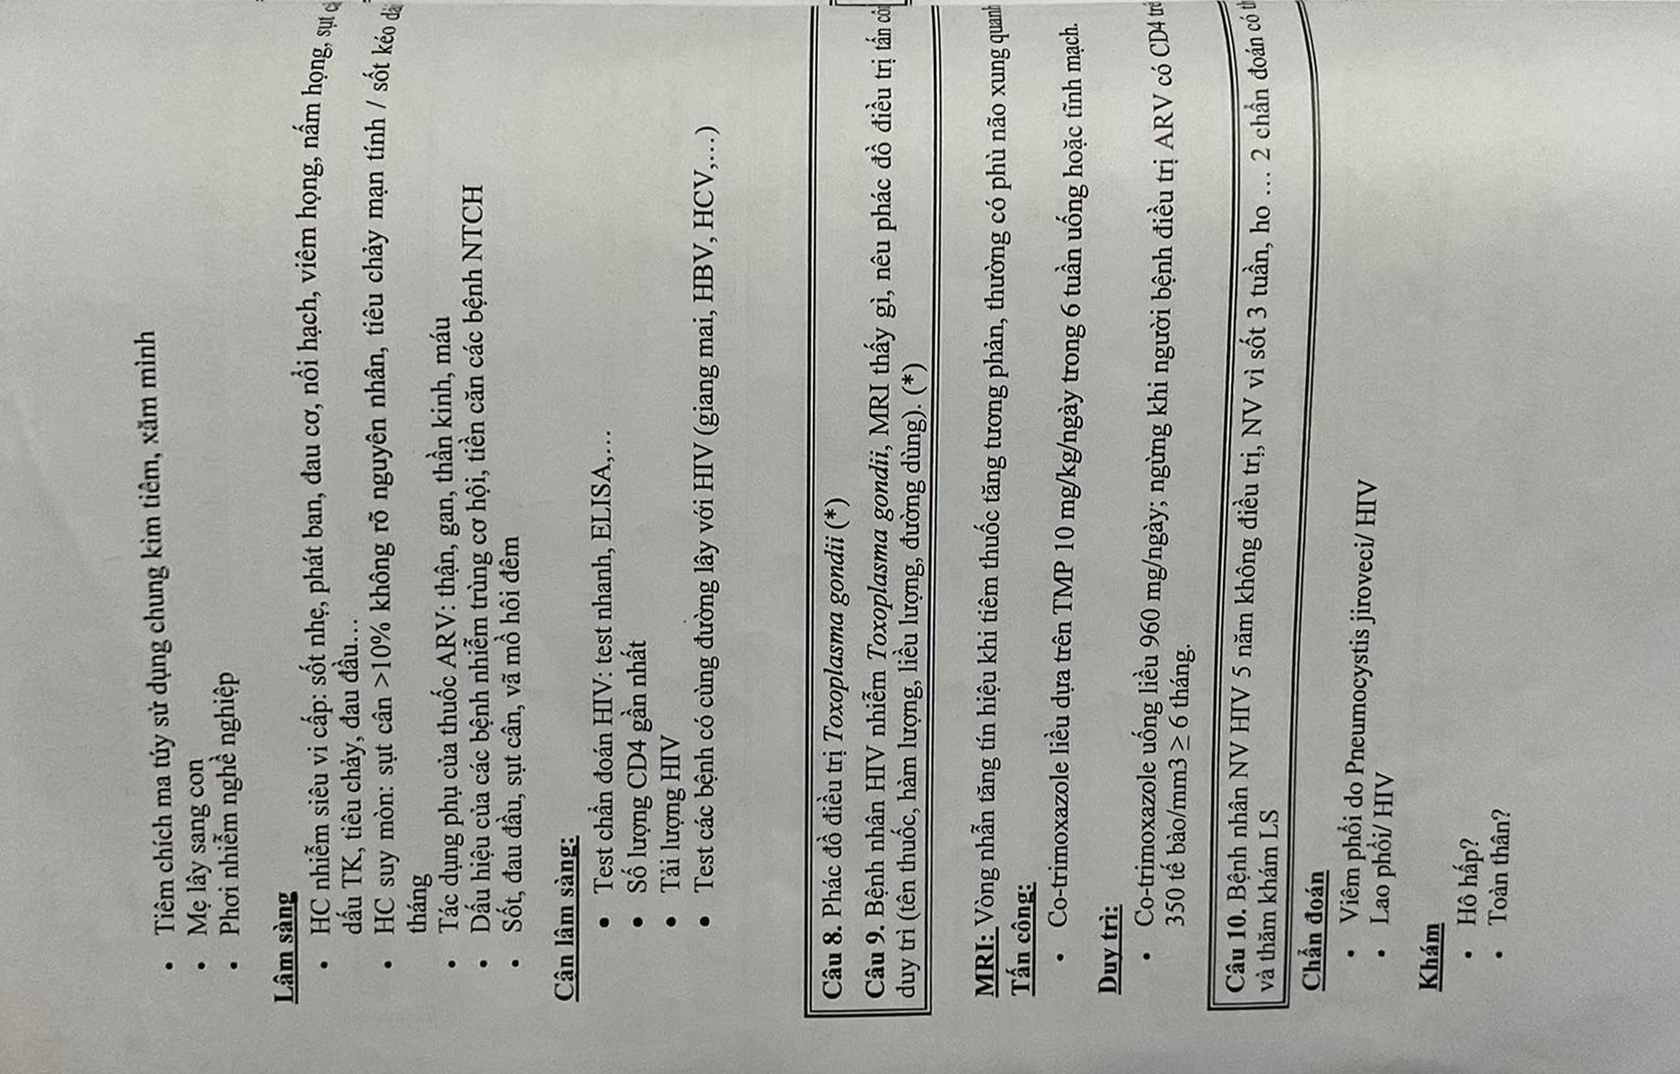 • Tiêm chích ma túy sử dụng chung kim tiêm, xăm mình
• Mẹ lây sang con
• Phơi nhiễm nghề nghiệp
Lâm sàng
• HC nhiễm siêu vi cấp: sốt nhẹ, phát ban, đau cơ, nổi hạch, viêm họng, nấm họng, sụt
dấu TK, tiêu chảy, đau đầu…
• HC suy mòn: sụt cân >10% không rõ nguyên nhân, tiêu chảy mạn tính / sốt kéo
tháng
• Tác dụng phụ của thuốc ARV: thận, gan, thần kinh, máu
• Dấu hiệu của các bệnh nhiễm trùng cơ hội, tiền căn các bệnh NTCH
• Sốt, đau đầu, sụt cân, vã mồ hôi đêm
Cận lâm sàng:
• Test chẩn đoán HIV: test nhanh, ELISA,…
• Số lượng CD4 gần nhất
• Tải lượng HIV
• Test các bệnh có cùng đường lây với HIV (giang mai, HBV, HCV,…)
Câu 8. Phác đồ điều trị Toxoplasma gondii (*)
Câu 9. Bệnh nhân HIV nhiễm Toxoplasma gondii, MRI thấy gì, nêu phác đồ điều trị tấn
duy trì (tên thuốc, hàm lượng, liều lượng, đường dùng). (*)
MRI: Vòng nhẫn tăng tín hiệu khi tiêm thuốc tăng tương phản, thường có phù não xung quanh
Tấn công:
• Co-trimoxazole liều dựa trên TMP 10 mg/kg/ngày trong 6 tuần uống hoặc tĩnh mạch.
Duy trì:
• Co-trimoxazole uống liều 960 mg/ngày; ngừng khi người bệnh điều trị ARV có CD4
350 tế bào/mm3 ≥ 6 tháng.
Câu 10. Bệnh nhân NV HIV 5 năm không điều trị, NV vì sốt 3 tuần, ho … 2 chẩn đoán có
và thăm khám LS
Chẩn đoán
• Viêm phổi do Pneumocystis jiroveci/ HIV
• Lao phổi/ HIV
Khám
• Hô hấp?
• Toàn thân?